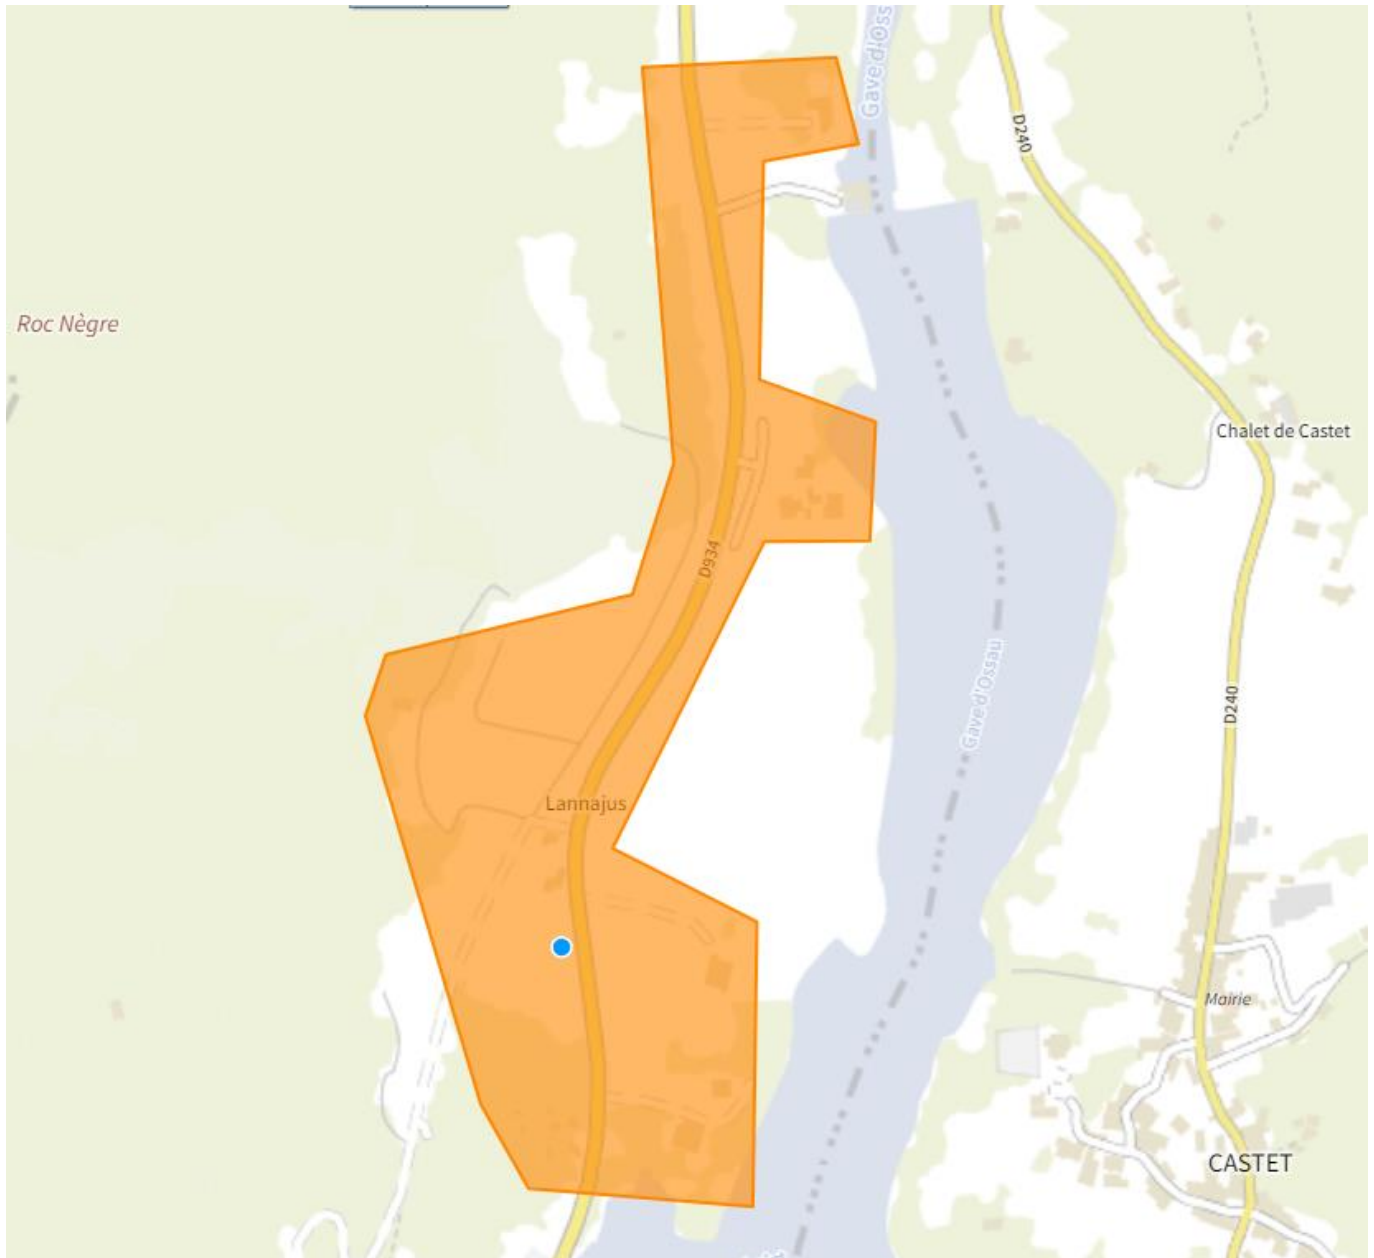 Gave d'Oss
D240
Roc Nègre
Chalet de Castet
D934
Gave d'Ossau
D240
Lannajus
Mairie
CASTET